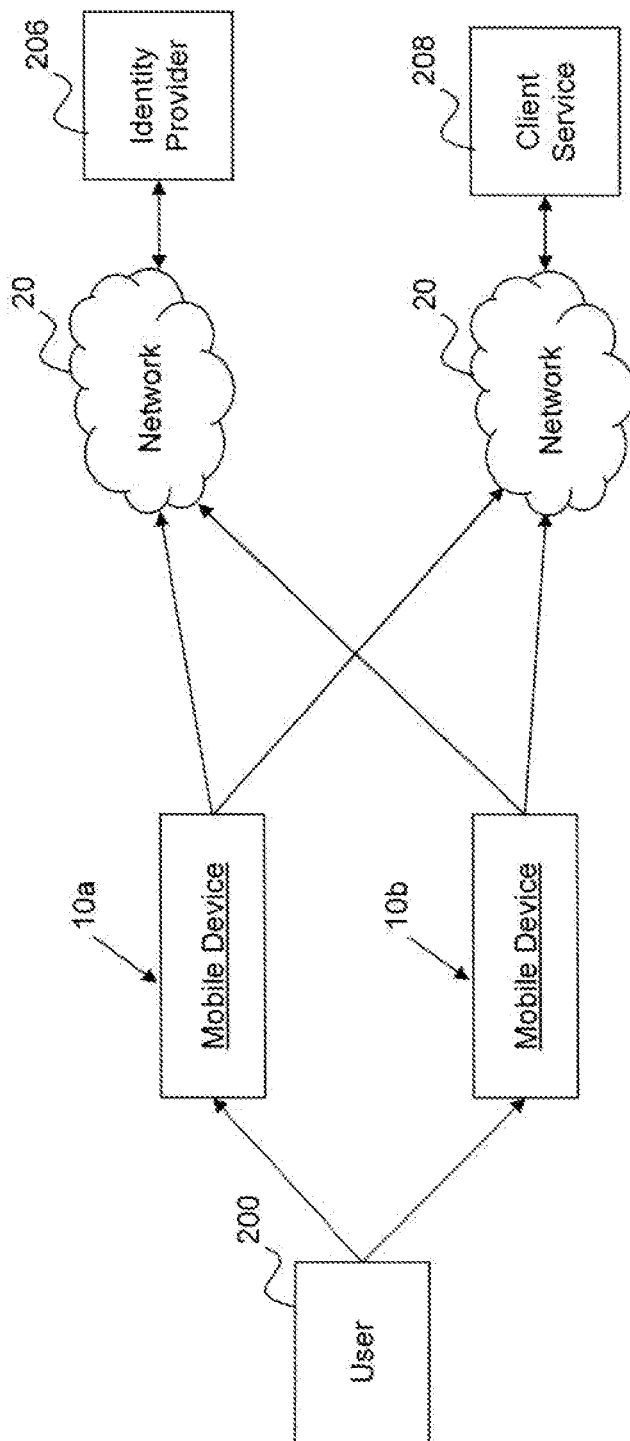 User
200
Mobile Device
10a
Mobile Device
10b
Network
20
Network
20
Identity
Provider
206
Client
Service
208